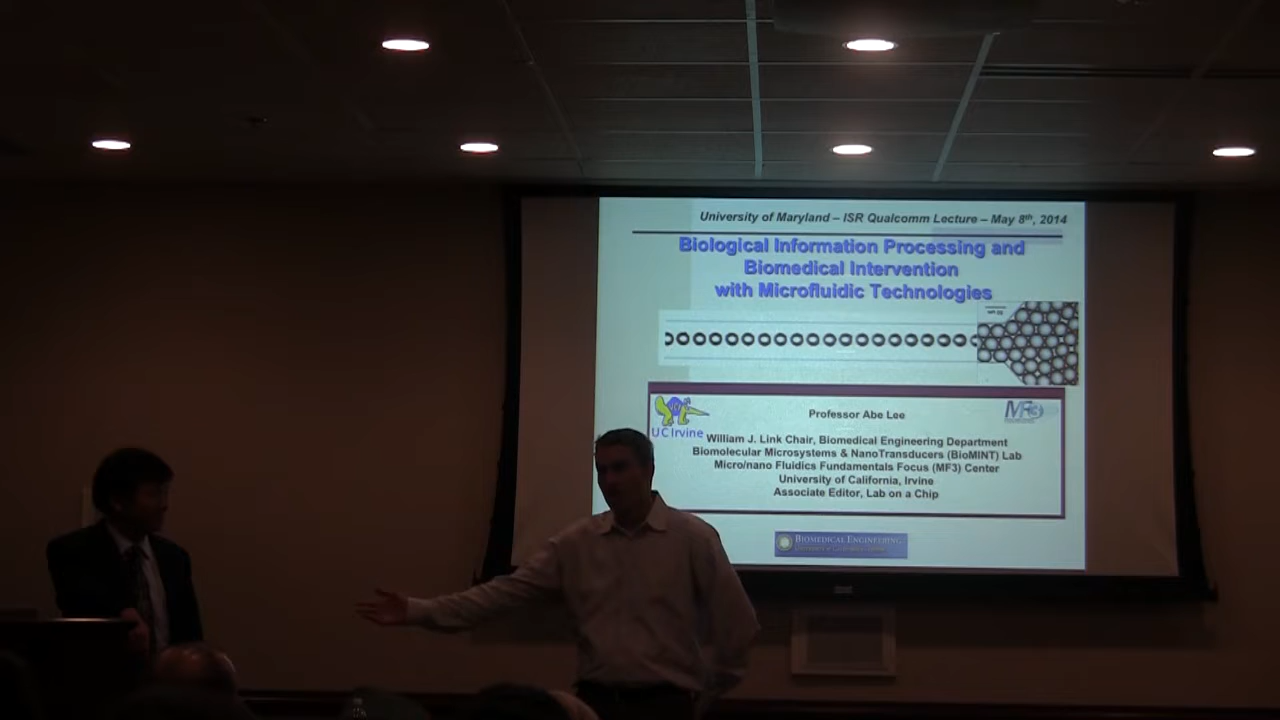 University of Maryland – ISR Qualcomm Lecture – May 8th, 2014
Biological Information Processing and
Biomedical Intervention
with Microfluidic Technologies
Professor Abe Lee
MF3
UC Irvine
William J. Link Chair, Biomedical Engineering Department
Biomolecular Microsystems & NanoTransducers (BioMINT) Lab
Micro/nano Fluidics Fundamentals Focus (MF3) Center
University of California, Irvine
Associate Editor, Lab on a Chip
BIOMEDICAL ENGINEERING